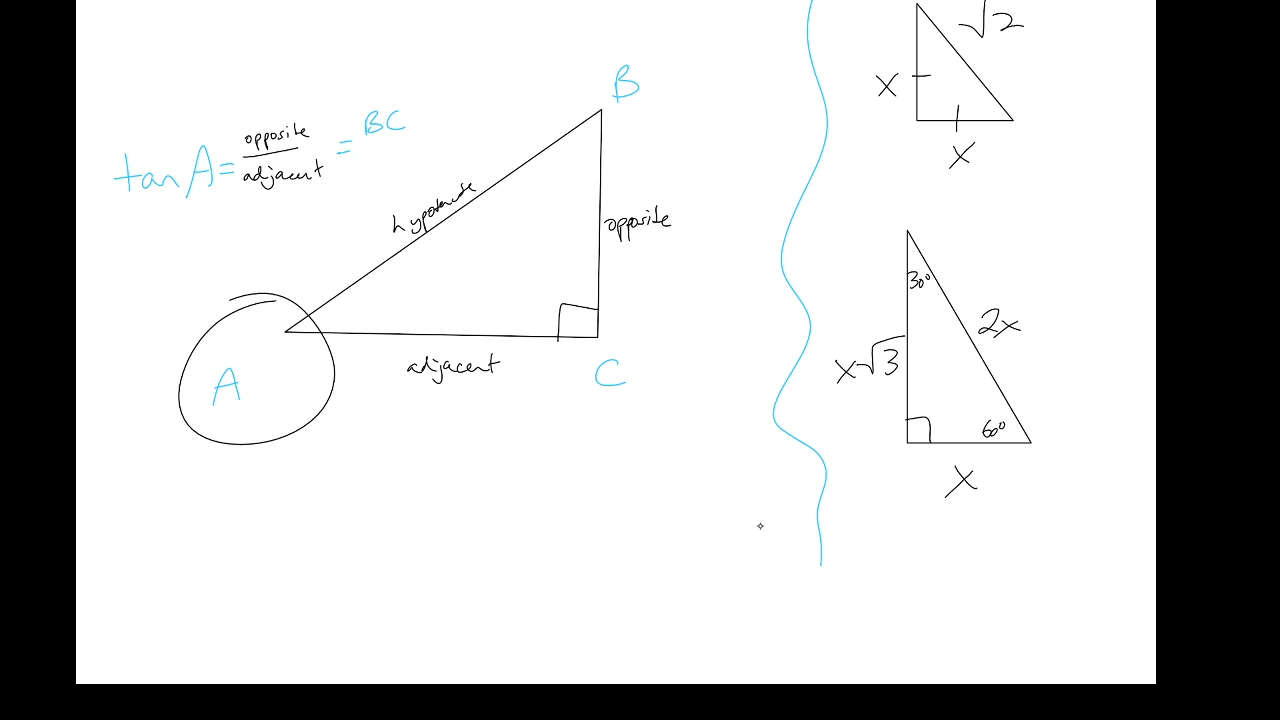 B
tan A = opposite / adjacent = BC
hypotenuse
opposite
adjacent
A
C
√2
x
x
30°
2x
x√3
60°
x